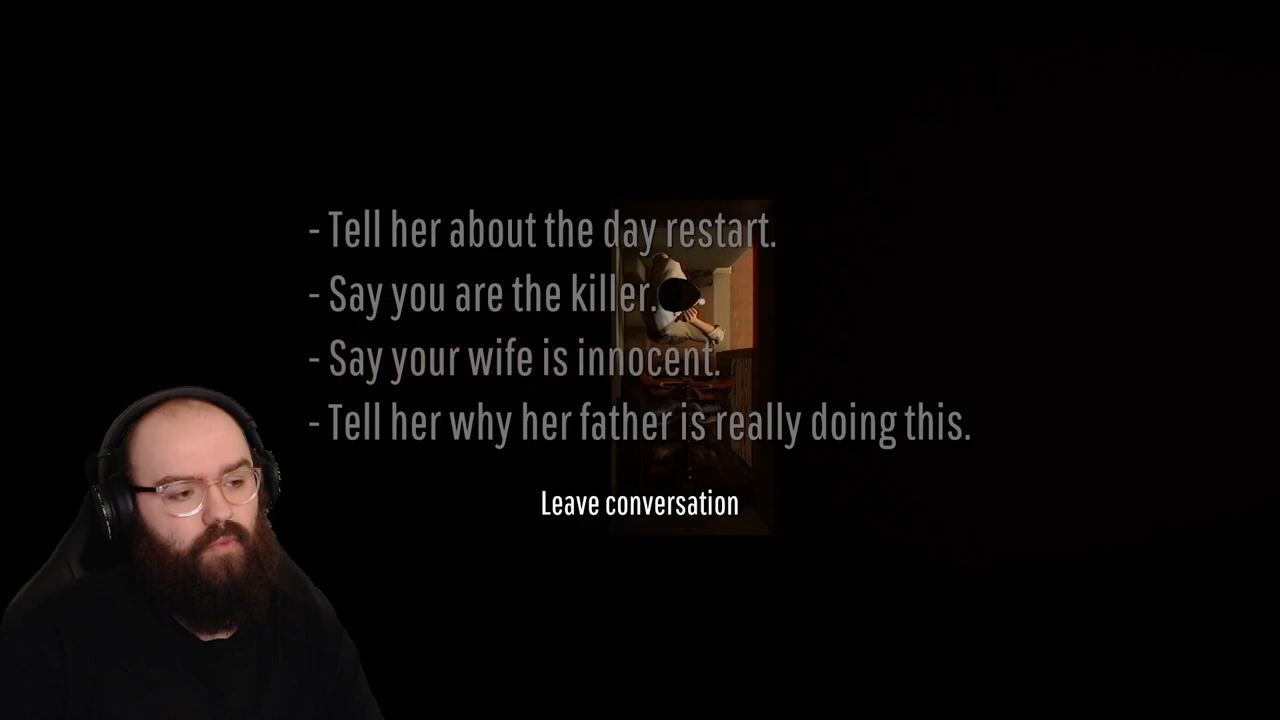 - Tell her about the day restart.
- Say you are the killer.
- Say your wife is innocent.
- Tell her why her father is really doing this.
Leave conversation